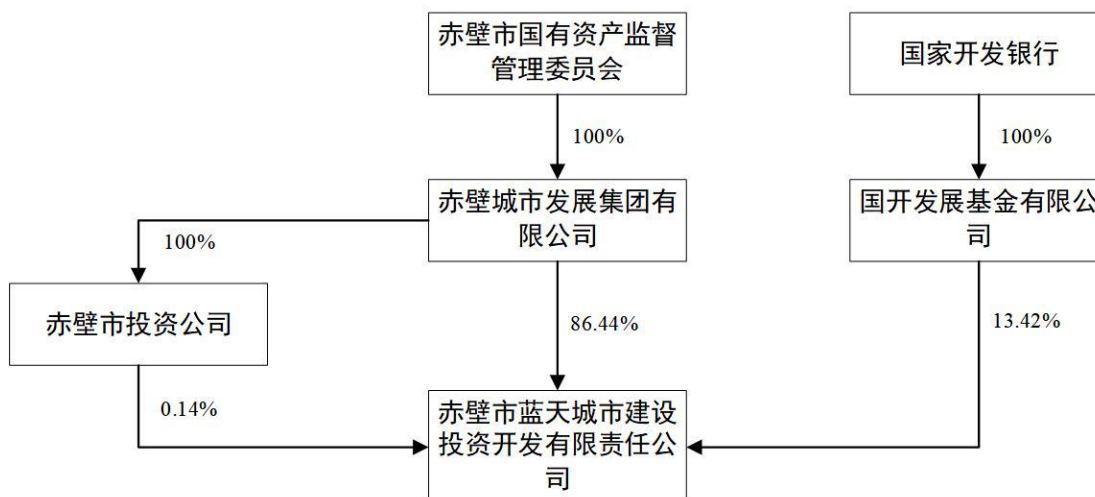 赤壁市国有资产监督
管理委员会
国家开发银行
100%
100%
赤壁城市发展集团有
限公司
国开发展基金有限公
司
100%
赤壁市投资公司
86.44%
13.42%
0.14%
赤壁市蓝天城市建设
投资开发有限责任公
司